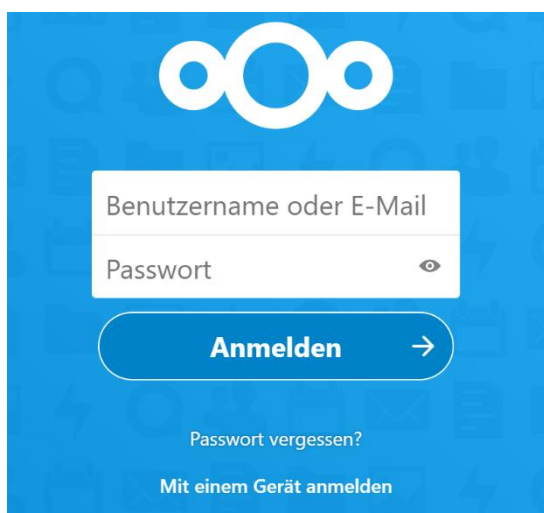 Benutzername oder E-Mail
Passwort
Anmelden
Passwort vergessen?
Mit einem Gerät anmelden